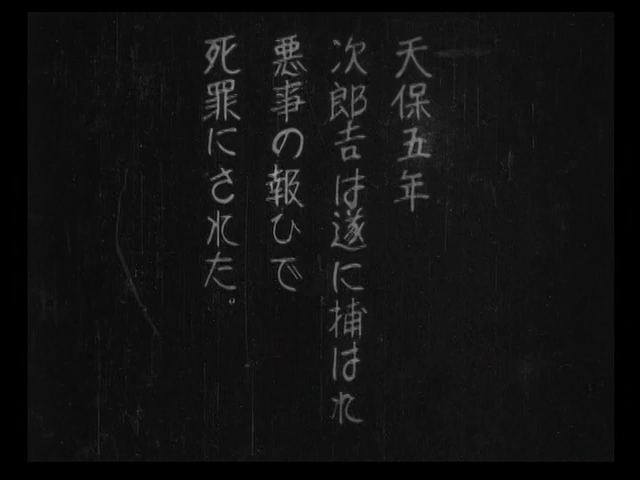 天保五年
次郎吉は遂に捕はれ
悪事の報ひで
死罪にされた。